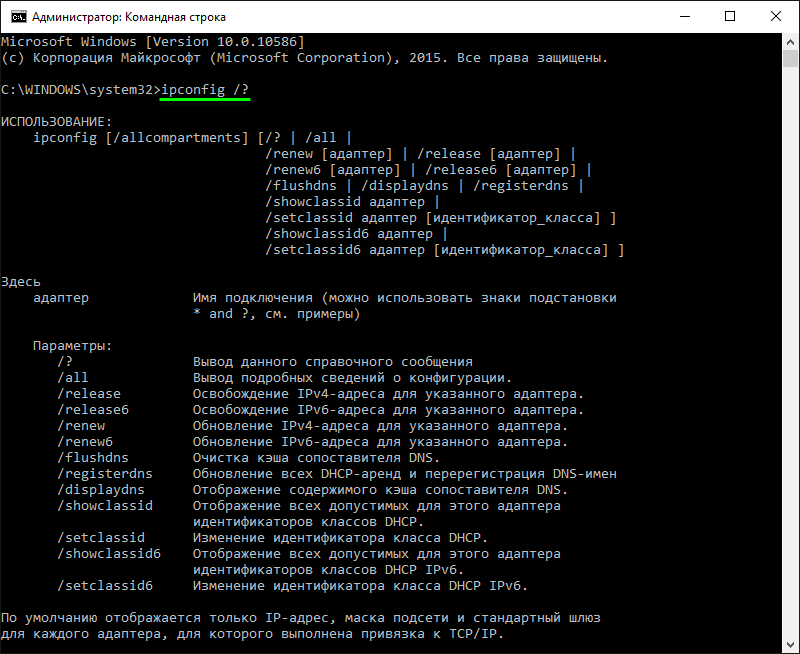 Администратор: Командная строка
Microsoft Windows [Version 10.0.10586]
(c) Корпорация Майкрософт (Microsoft Corporation), 2015. Все права защищены.
C:\WINDOWS\system32>ipconfig /?
ИСПОЛЬЗОВАНИЕ:
ipconfig [/allcompartments] [/? | /all |
/renew [адаптер] | /release [адаптер] |
/renew6 [адаптер] | /release6 [адаптер] |
/flushdns | /displaydns | /registerdns |
/showclassid адаптер |
/setclassid адаптер [идентификатор_класса] ]
/showclassid6 адаптер |
/setclassid6 адаптер [идентификатор_класса] ]
Здесь
адаптер Имя подключения (можно использовать знаки подстановки
* and ?, см. примеры)
Параметры:
/? Вывод данного справочного сообщения
/all Вывод подробных сведений о конфигурации.
/release Освобождение IPv4-адреса для указанного адаптера.
/release6 Освобождение IPv6-адреса для указанного адаптера.
/renew Обновление IPv4-адреса для указанного адаптера.
/renew6 Обновление IPv6-адреса для указанного адаптера.
/flushdns Очистка кэша сопоставителя DNS.
/registerdns Обновление всех DHCP-аренд и перерегистрация DNS-имен
/displaydns Отображение содержимого кэша сопоставителя DNS.
/showclassid Отображение всех допустимых для этого адаптера
идентификаторов классов DHCP.
/setclassid Изменение идентификатора класса DHCP.
/showclassid6 Отображение всех допустимых для этого адаптера
идентификаторов классов DHCP IPv6.
/setclassid6 Изменение идентификатора класса DHCP IPv6.
По умолчанию отображается только IP-адрес, маска подсети и стандартный шлюз
для каждого адаптера, для которого выполнена привязка к TCP/IP.